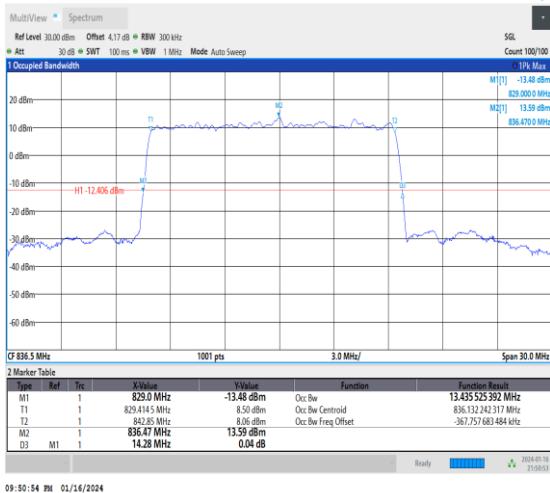 MultiView Spectrum
Ref Level 30.00 dBm Offset 4.17 dB RBW 300 kHz SGL
Att 30 dB SWT 100 ms VBW 1 MHz Mode Auto Sweep Count 100/100
1 Occupied Bandwidth 1Pk Max
M1[1] -13.48 dBm
829.000 0 MHz
M2[1] 13.59 dBm
836.470 0 MHz
20 dBm
M2
T1 T2
10 dBm
0 dBm
-10 dBm
M1 D3
H1 -12.406 dBm
-20 dBm
-30 dBm
-40 dBm
-50 dBm
-60 dBm
CF 836.5 MHz 1001 pts 3.0 MHz/ Span 30.0 MHz
2 Marker Table
Type Ref Trc X-Value Y-Value Function Function Result
M1 1 829.0 MHz -13.48 dBm Occ Bw 13.435 525 392 MHz
T1 1 829.414 5 MHz 8.50 dBm Occ Bw Centroid 836.132 242 317 MHz
T2 1 842.85 MHz 8.06 dBm Occ Bw Freq Offset -367.757 683 484 kHz
M2 1 836.47 MHz 13.59 dBm
D3 M1 1 14.28 MHz 0.04 dB
Ready 2024-01-16
21:50:53
09:50:54 PM 01/16/2024